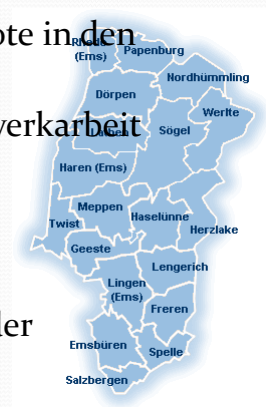 ote in den
Rhede
(Ems)
Papenburg
Nordhümmling
Dörpen
Werlte
verkarbeit
Lathen
Sögel
Haren (Ems)
Meppen
Haselünne
Twist
Herzlake
Geeste
Lengerich
Lingen
(Ems)
Freren
der
Emsbüren
Spelle
Salzbergen